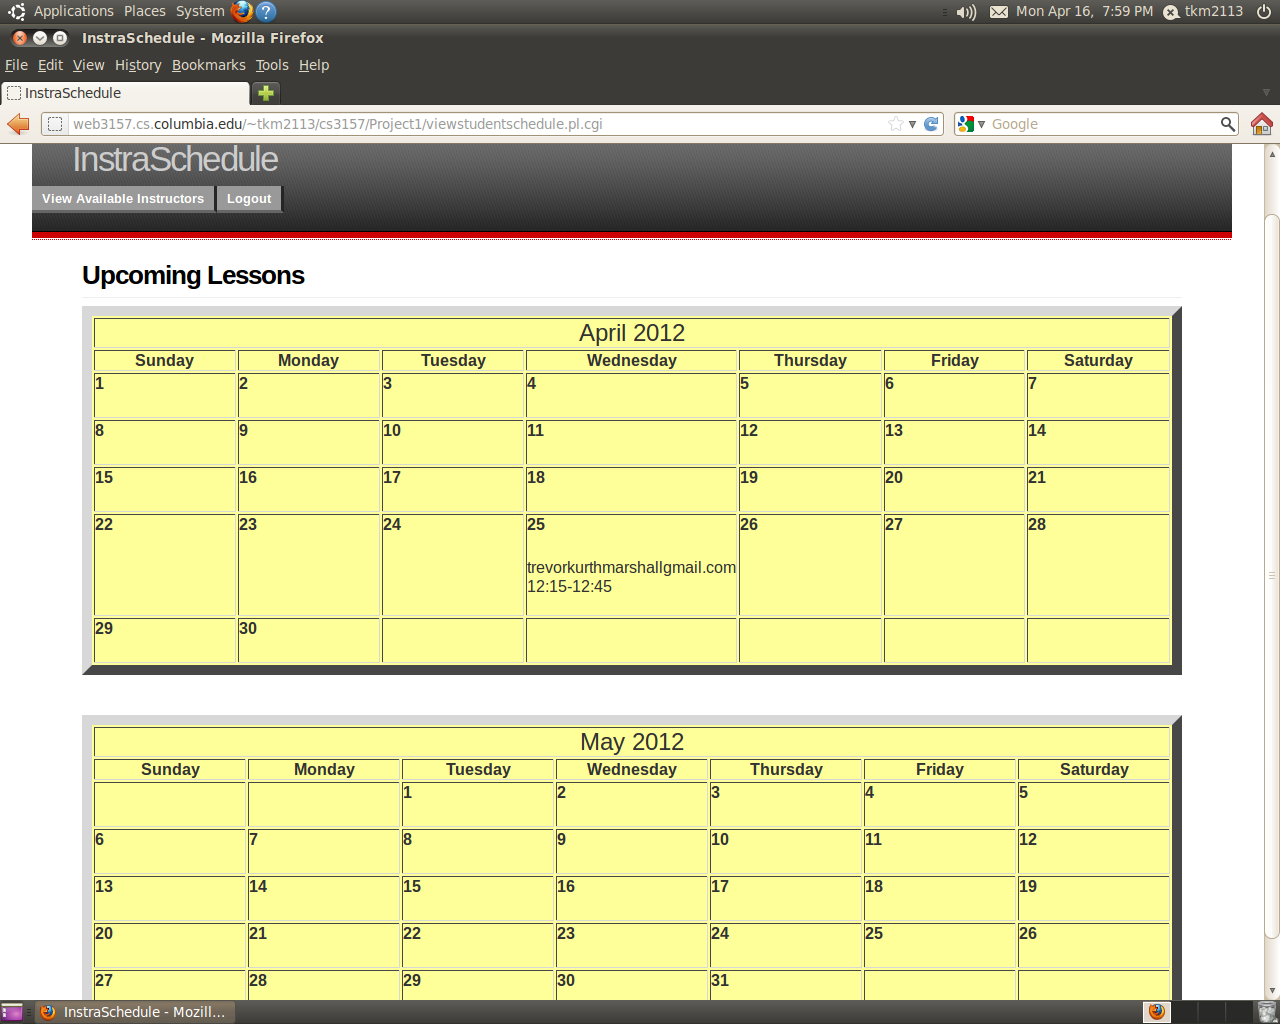 Applications Places System Mon Apr 16, 7:59 PM tkm2113
InstraSchedule - Mozilla Firefox
File Edit View History Bookmarks Tools Help
InstraSchedule
web3157.cs.columbia.edu/~tkm2113/cs3157/Project1/viewstudentschedule.pl.cgi Google
InstraSchedule
View Available Instructors Logout
Upcoming Lessons
April 2012
Sunday Monday Tuesday Wednesday Thursday Friday Saturday
1 2 3 4 5 6 7
8 9 10 11 12 13 14
15 16 17 18 19 20 21
22 23 24 25 26 27 28
trevorkurthmarshallgmail.com
12:15-12:45
29 30
May 2012
Sunday Monday Tuesday Wednesday Thursday Friday Saturday
1 2 3 4 5
6 7 8 9 10 11 12
13 14 15 16 17 18 19
20 21 22 23 24 25 26
27 28 29 30 31
InstraSchedule - Mozill...